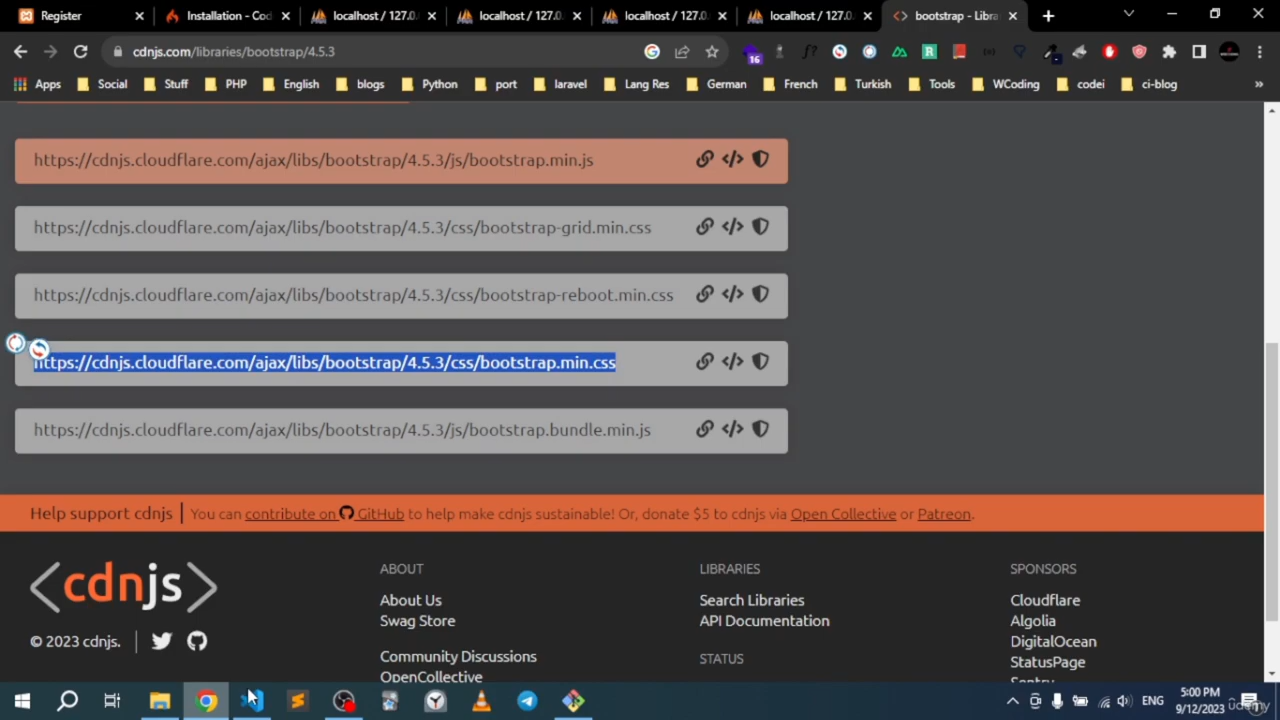 Register
Installation - Cod
localhost / 127.0.
localhost / 127.0.
localhost / 127.0.
localhost / 127.0.
bootstrap - Libra
cdnjs.com/libraries/bootstrap/4.5.3
16
Apps
Social
Stuff
PHP
English
blogs
Python
port
laravel
Lang Res
German
French
Turkish
Tools
WCoding
codei
ci-blog
https://cdnjs.cloudflare.com/ajax/libs/bootstrap/4.5.3/js/bootstrap.min.js
https://cdnjs.cloudflare.com/ajax/libs/bootstrap/4.5.3/css/bootstrap-grid.min.css
https://cdnjs.cloudflare.com/ajax/libs/bootstrap/4.5.3/css/bootstrap-reboot.min.css
https://cdnjs.cloudflare.com/ajax/libs/bootstrap/4.5.3/css/bootstrap.min.css
https://cdnjs.cloudflare.com/ajax/libs/bootstrap/4.5.3/js/bootstrap.bundle.min.js
Help support cdnjs
You can contribute on GitHub to help make cdnjs sustainable! Or, donate $5 to cdnjs via Open Collective or Patreon.
<cdnjs>
© 2023 cdnjs.
ABOUT
About Us
Swag Store
Community Discussions
OpenCollective
LIBRARIES
Search Libraries
API Documentation
STATUS
SPONSORS
Cloudflare
Algolia
DigitalOcean
StatusPage
Sentry
ENG
5:00 PM
9/12/2023
udemy